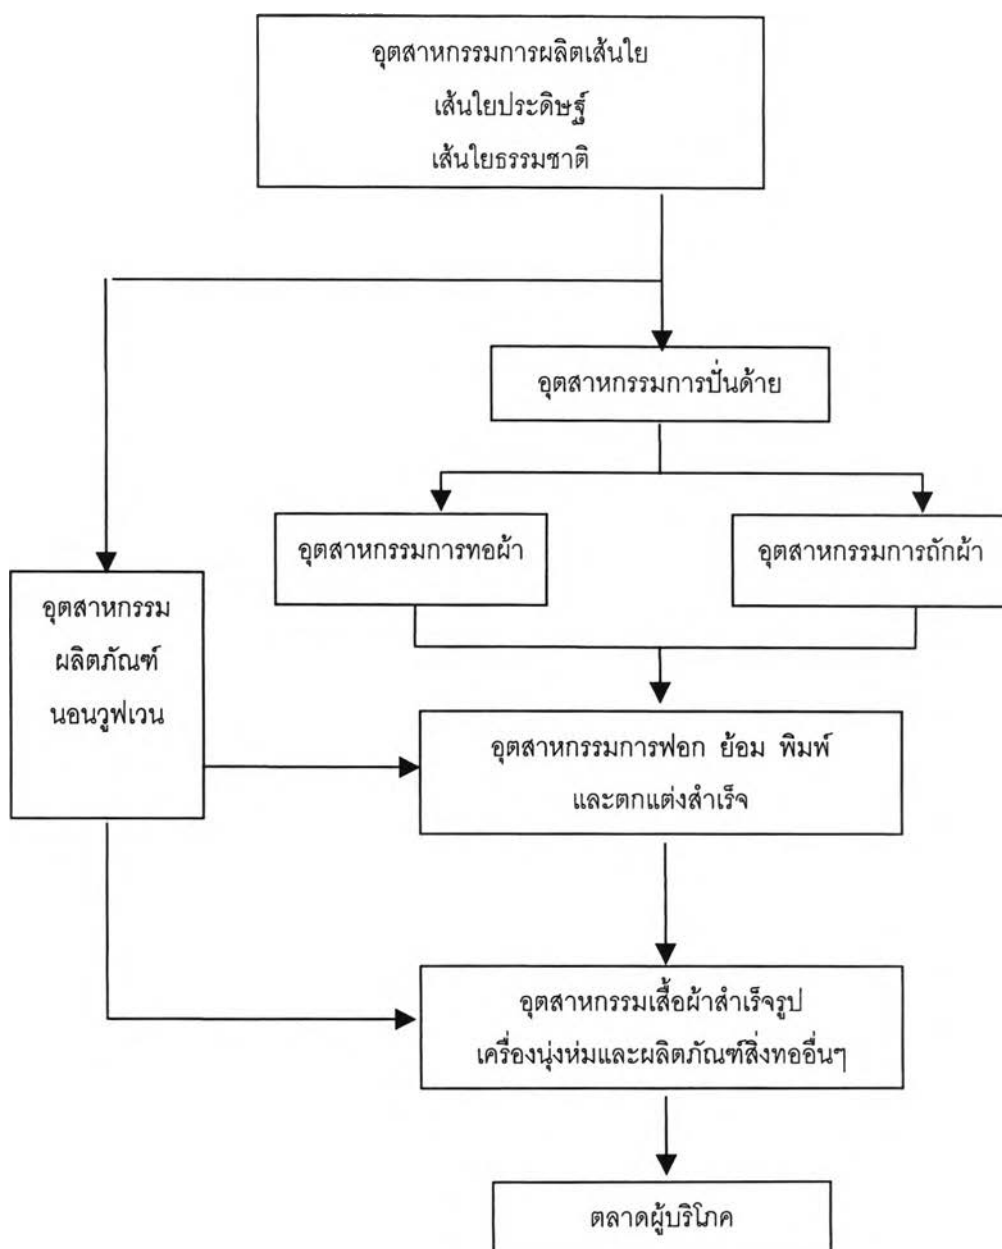 อุตสาหกรรมการผลิตเส้นใย
เส้นใยประดิษฐ์
เส้นใยธรรมชาติ
อุตสาหกรรมการปั่นด้าย
อุตสาหกรรมการทอผ้า
อุตสาหกรรมการถักผ้า
อุตสาหกรรม
ผลิตภัณฑ์
นอนวูฟเวน
อุตสาหกรรมการฟอก ย้อม พิมพ์
และตกแต่งสำเร็จ
อุตสาหกรรมเสื้อผ้าสำเร็จรูป
เครื่องนุ่งห่มและผลิตภัณฑ์สิ่งทออื่นๆ
ตลาดผู้บริโภค